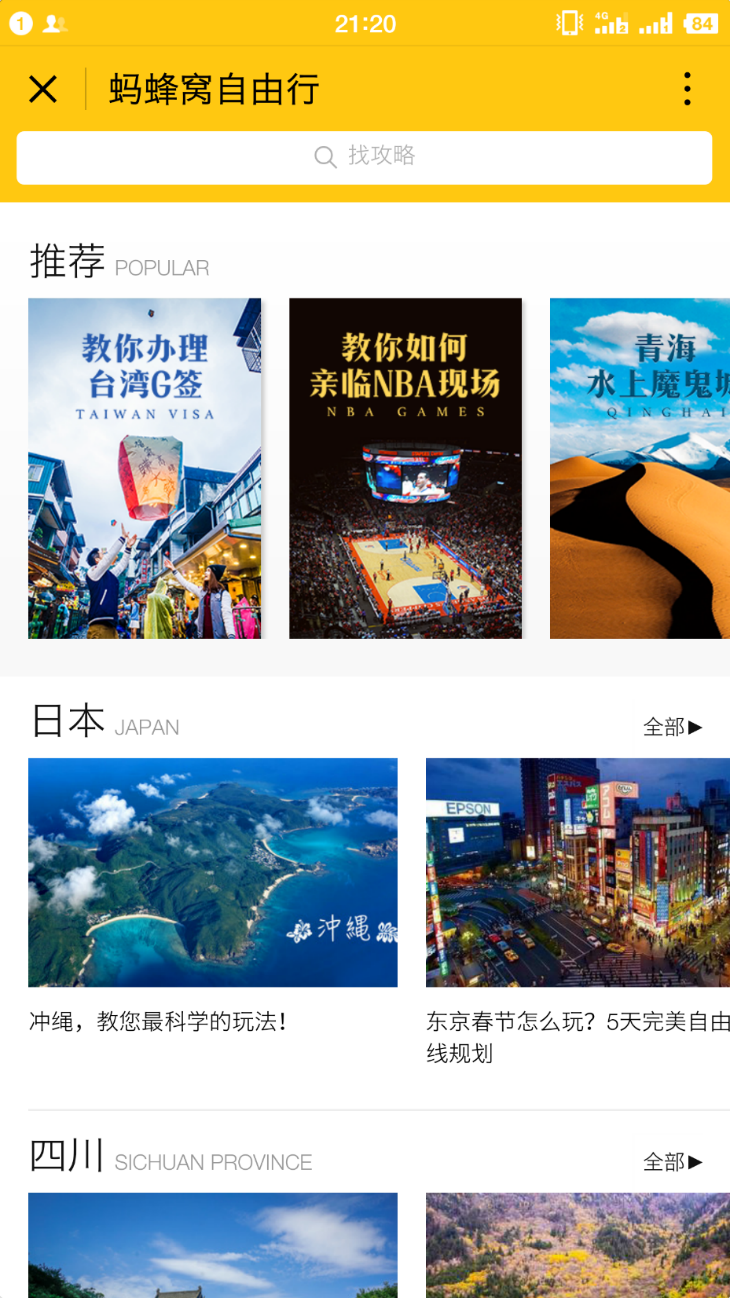 1
21:20
4G
2
84
蚂蜂窝自由行
找攻略
推荐 POPULAR
教你办理
台湾G签
TAIWAN VISA
教你如何
亲临NBA现场
NBA GAMES
青海
水上魔鬼城
QINGHAI
日本 JAPAN
全部▶
沖縄
EPSON
冲绳，教您最科学的玩法！
东京春节怎么玩？5天完美自由
线规划
四川 SICHUAN PROVINCE
全部▶